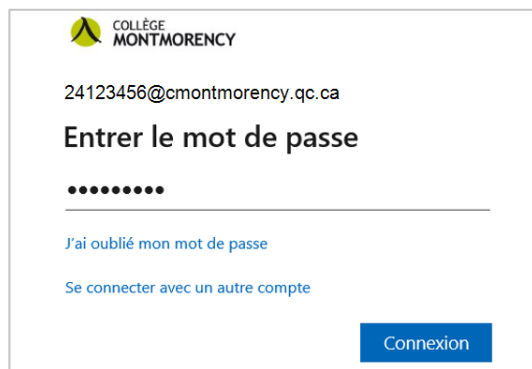 COLLÈGE
MONTMORENCY
24123456@cmontmorency.qc.ca
Entrer le mot de passe
•••••••••
J'ai oublié mon mot de passe
Se connecter avec un autre compte
Connexion